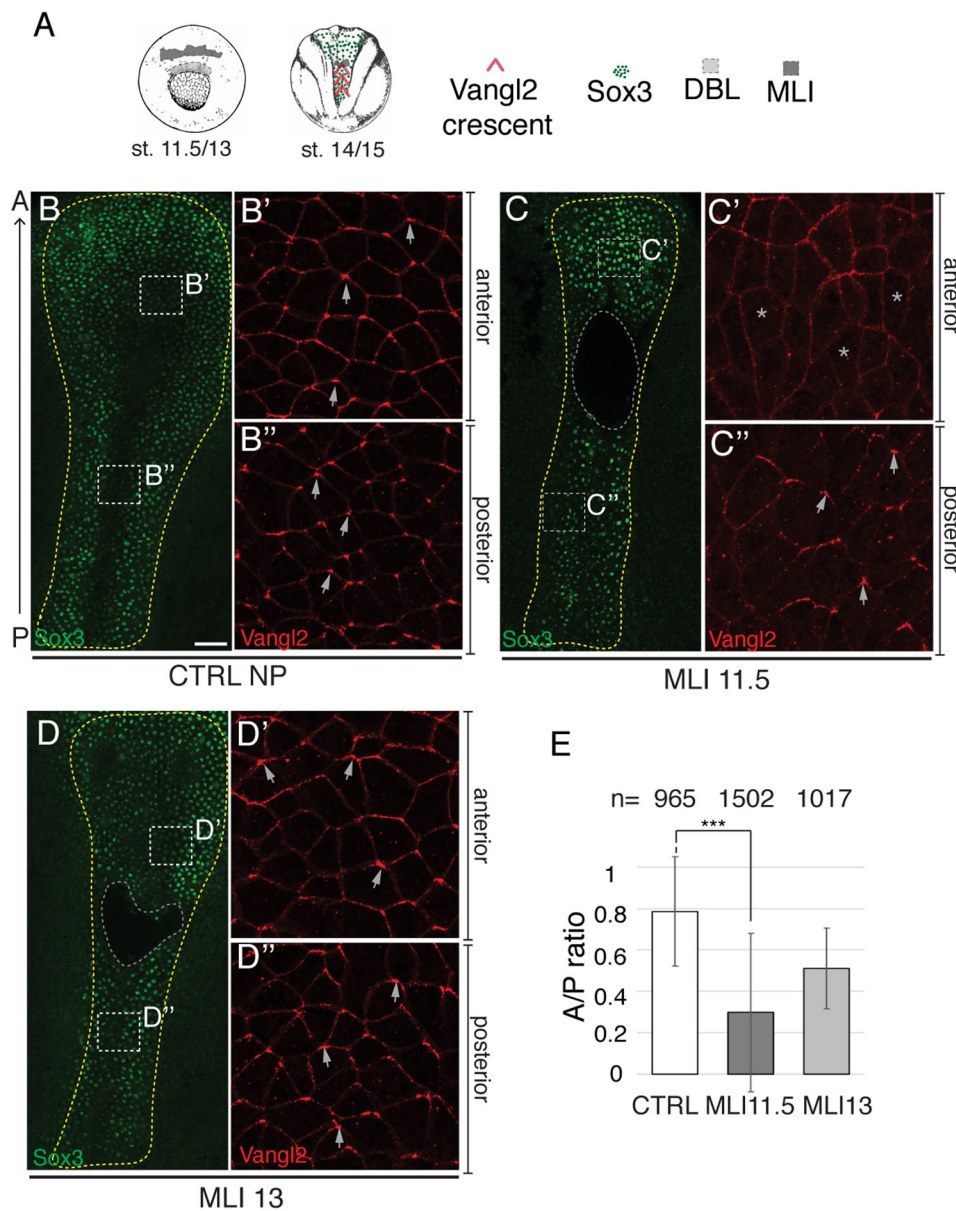 A
st. 11.5/13
st. 14/15
Vangl2
crescent
Sox3
DBL
MLI
A
P
B
B'
B''
Sox3
B'
anterior
B''
posterior
Vangl2
CTRL NP
C
C'
C''
Sox3
C'
*
*
*
anterior
C''
posterior
Vangl2
MLI 11.5
D
D'
D''
Sox3
D'
anterior
D''
posterior
Vangl2
MLI 13
E
n= 965 1502 1017
***
1
0.8
0.6
0.4
0.2
0
A/P ratio
CTRL MLI11.5 MLI13